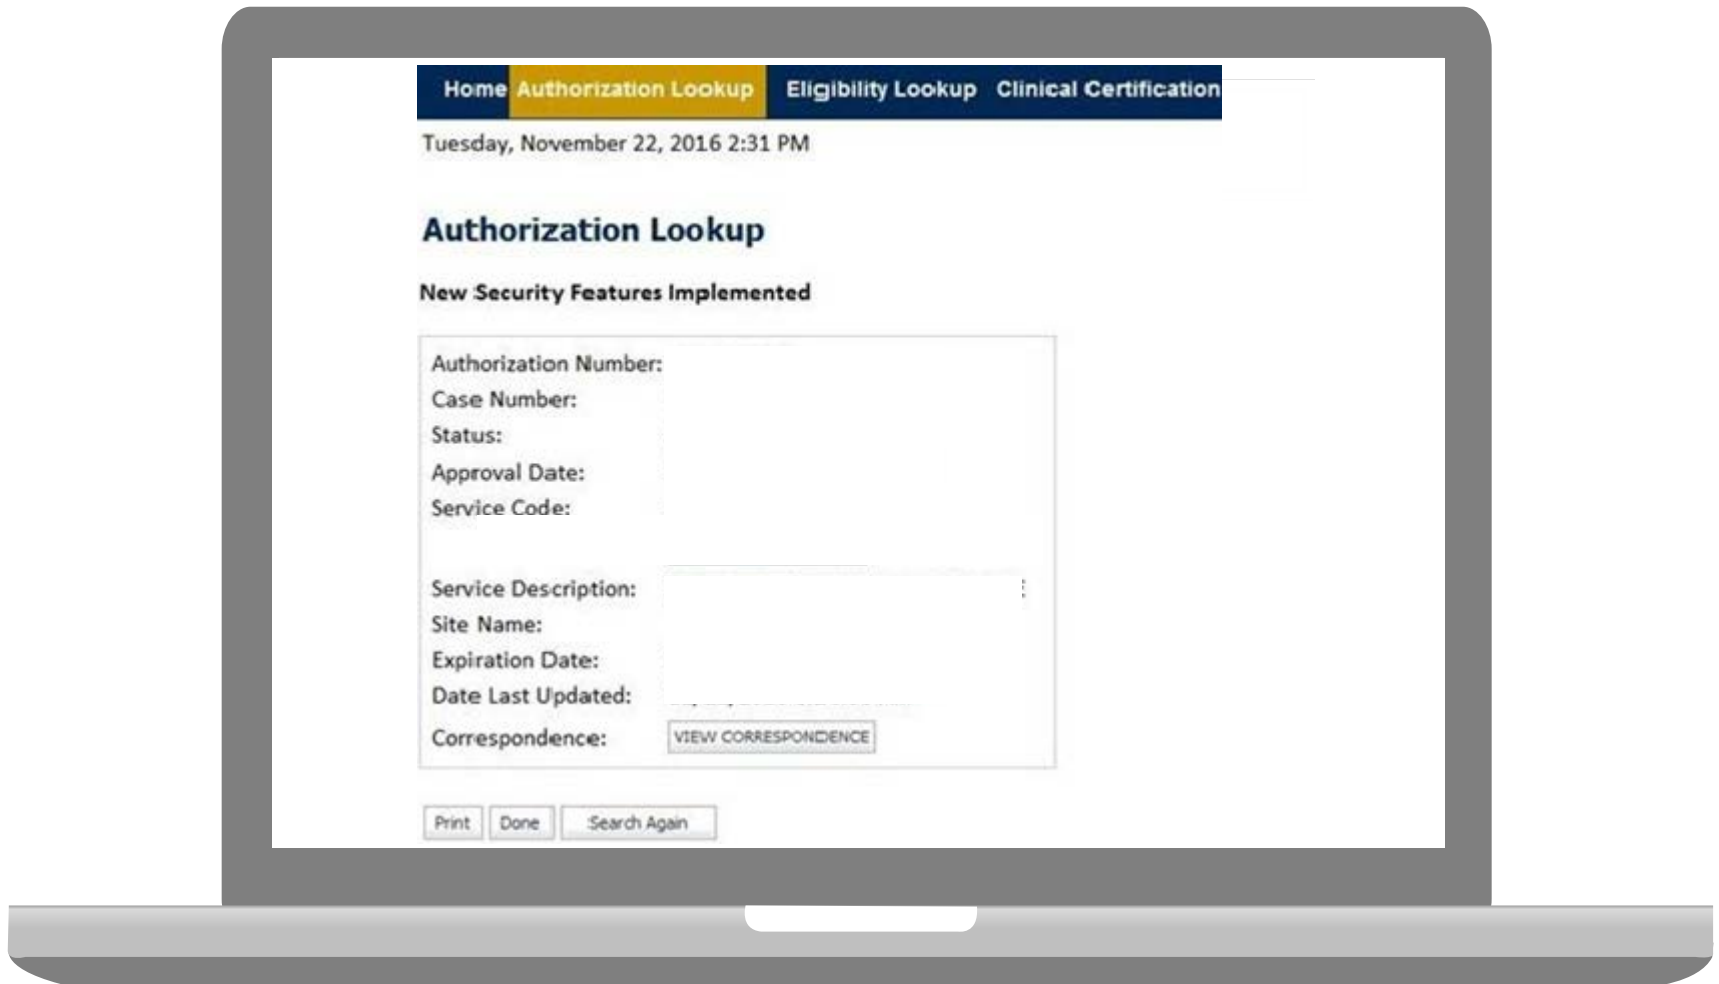 Home Authorization Lookup Eligibility Lookup Clinical Certification
Tuesday, November 22, 2016 2:31 PM
Authorization Lookup
New Security Features Implemented
Authorization Number:
Case Number:
Status:
Approval Date:
Service Code:
Service Description:
Site Name:
Expiration Date:
Date Last Updated:
Correspondence: VIEW CORRESPONDENCE
Print Done Search Again